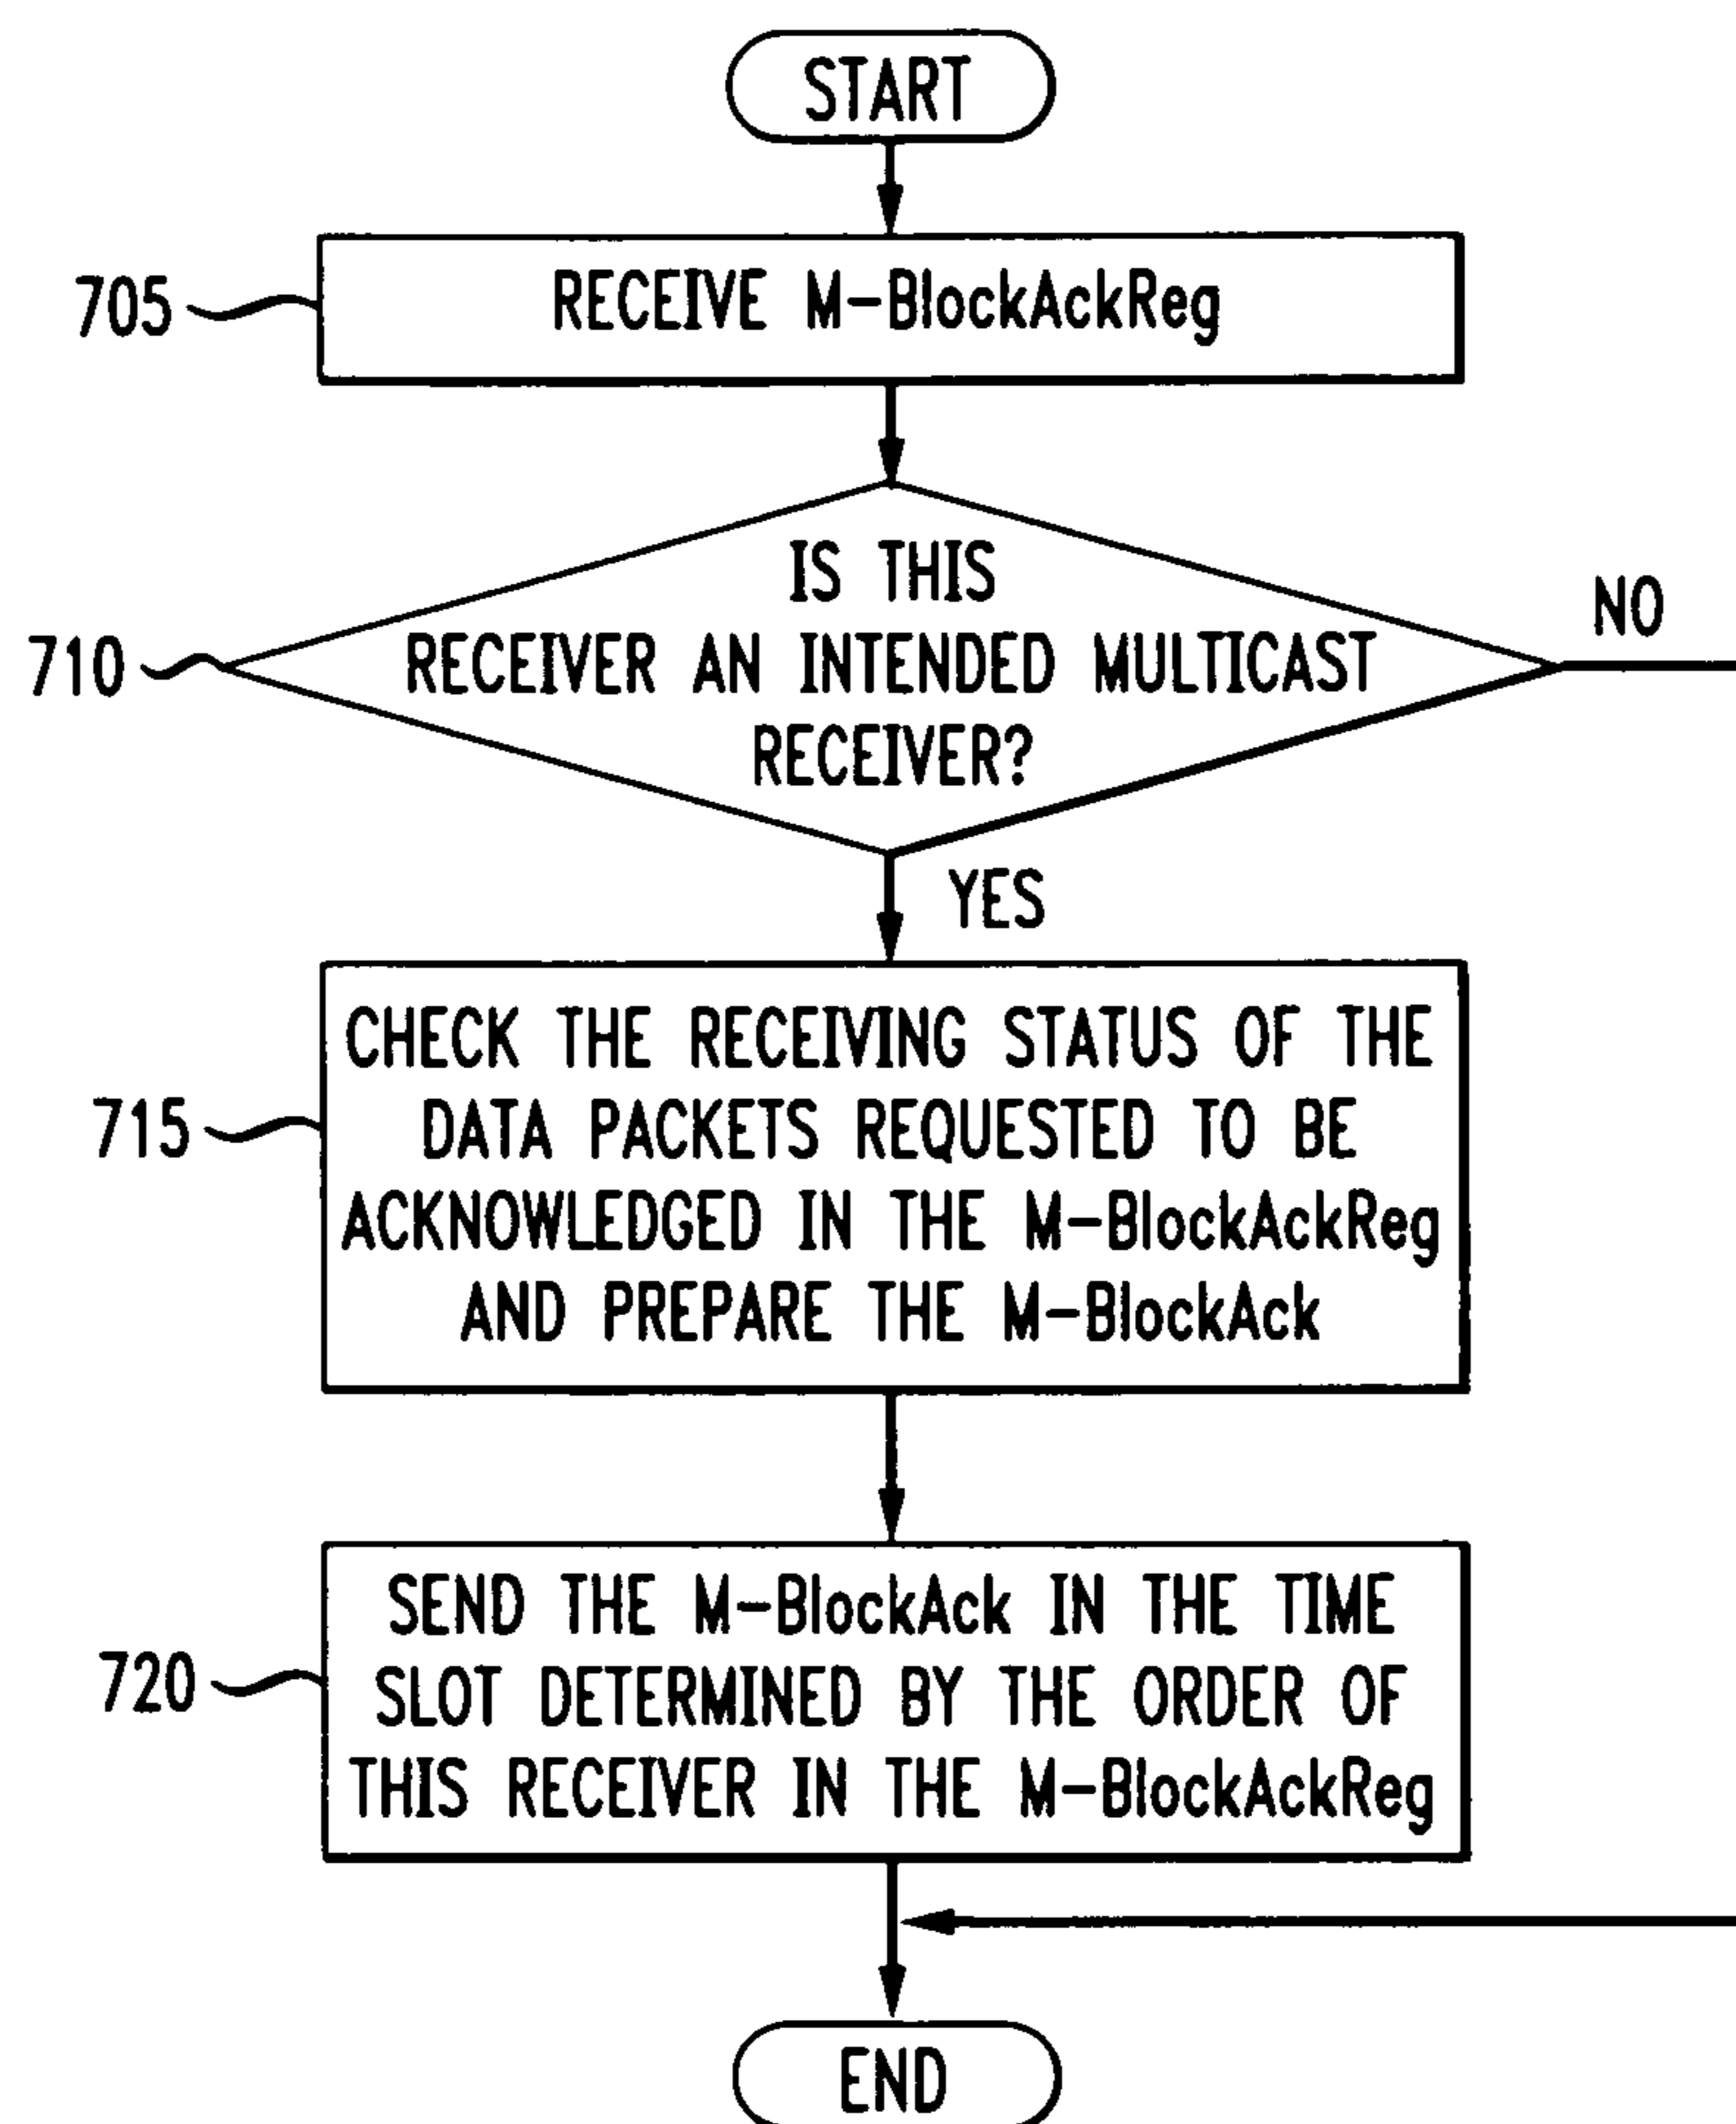 START
705
RECEIVE M-BlockAckReg
IS THIS
RECEIVER AN INTENDED MULTICAST
RECEIVER?
710
NO
YES
715
CHECK THE RECEIVING STATUS OF THE
DATA PACKETS REQUESTED TO BE
ACKNOWLEDGED IN THE M-BlockAckReg
AND PREPARE THE M-BlockAck
720
SEND THE M-BlockAck IN THE TIME
SLOT DETERMINED BY THE ORDER OF
THIS RECEIVER IN THE M-BlockAckReg
END